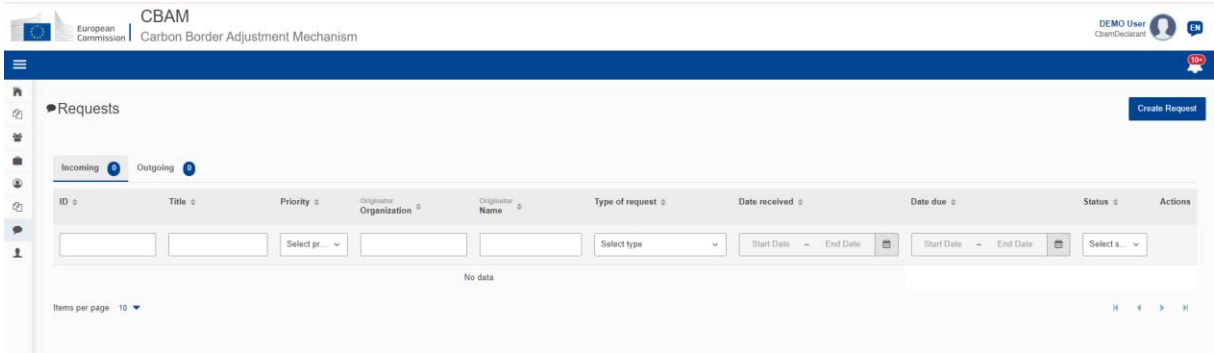 European
Commission
CBAM
Carbon Border Adjustment Mechanism
DEMO User
CbamDeclarant
EN
10+
Requests
Create Request
Incoming 0 Outgoing 0
ID Title Priority Originator Organization Originator Name Type of request Date received Date due Status Actions
Select pr... Select type Start Date – End Date Start Date – End Date Select s...
No data
Items per page 10